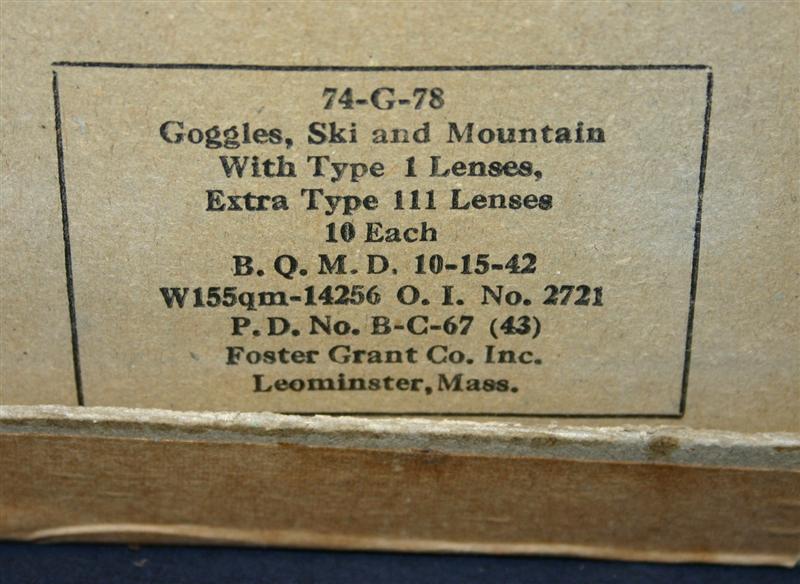 74-G-78
Goggles, Ski and Mountain
With Type 1 Lenses,
Extra Type 111 Lenses
10 Each
B. Q. M. D. 10-15-42
W155qm-14256 O. I. No. 2721
P. D. No. B-C-67 (43)
Foster Grant Co. Inc.
Leominster, Mass.